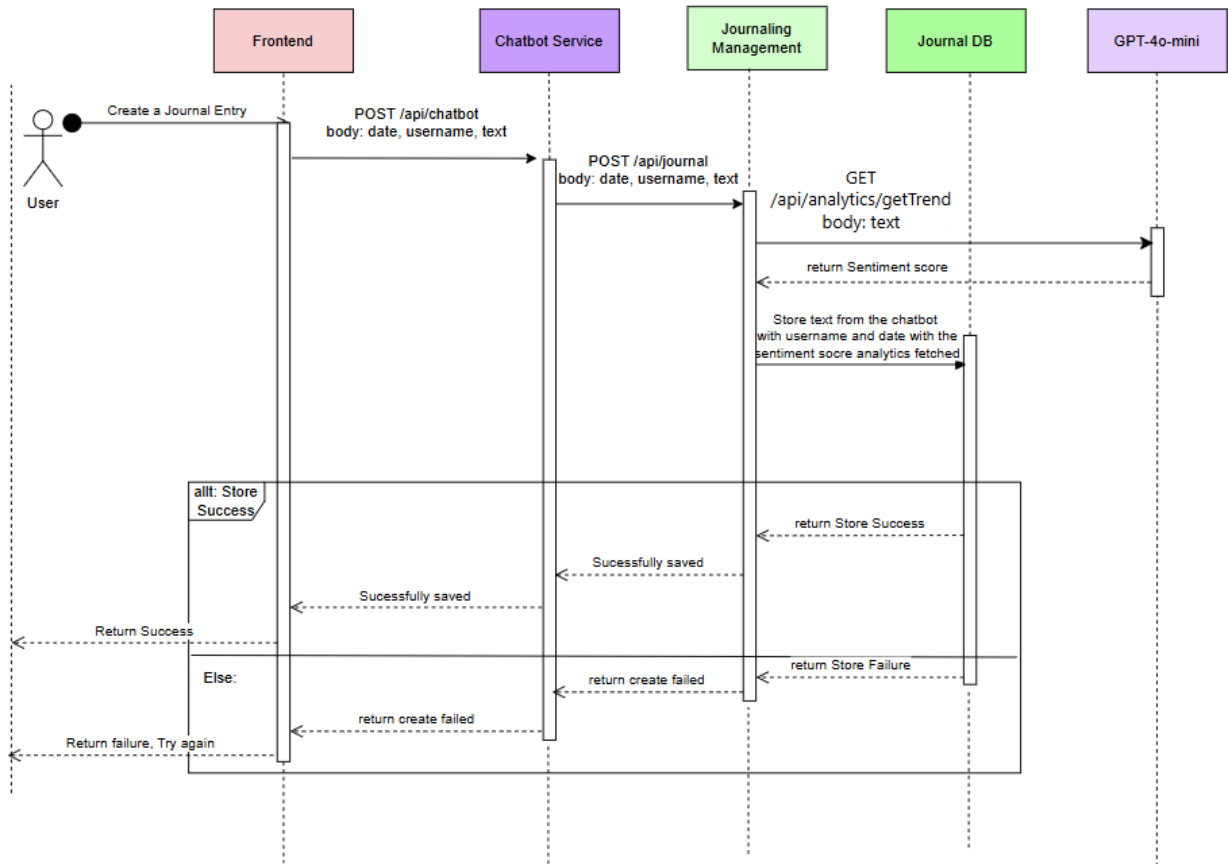 Frontend
Chatbot Service
Journaling
Management
Journal DB
GPT-4o-mini
User
Create a Journal Entry
POST /api/chatbot
body: date, username, text
POST /api/journal
body: date, username, text
GET
/api/analytics/getTrend
body: text
return Sentiment score
Store text from the chatbot
with username and date with the
sentiment socre analytics fetched
allt: Store
Success
return Store Success
Sucessfully saved
Sucessfully saved
Return Success
Else:
return Store Failure
return create failed
return create failed
Return failure, Try again